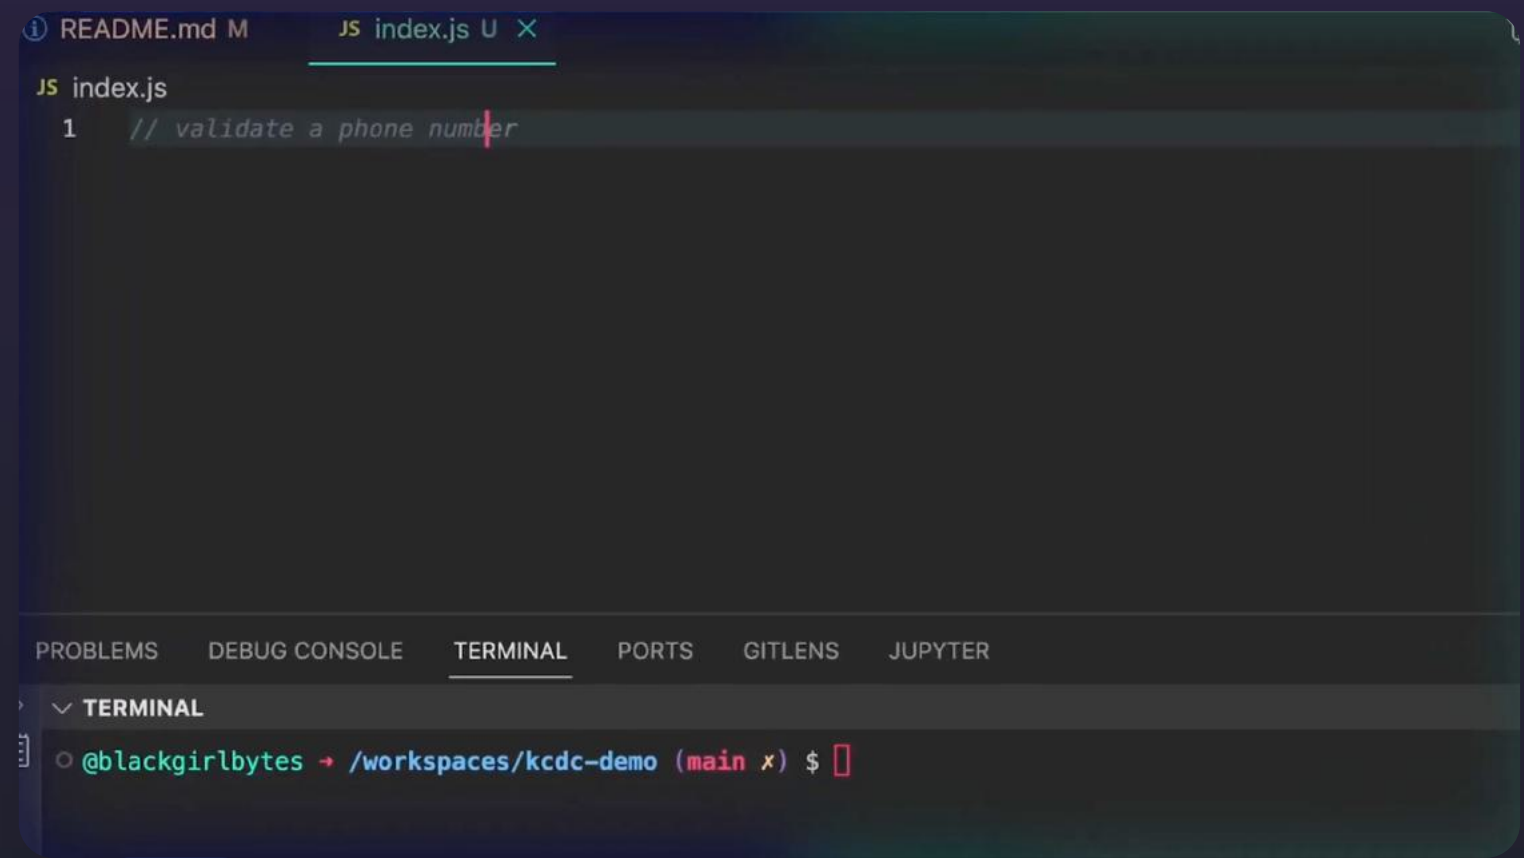 README.md M JS index.js U
JS index.js
1 // validate a phone number
PROBLEMS DEBUG CONSOLE TERMINAL PORTS GITLENS JUPYTER
TERMINAL
@blackgirlbytes → /workspaces/kcdc-demo (main ✗) $